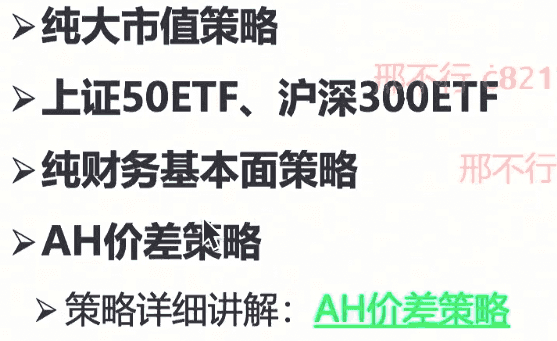 纯大市值策略
上证50ETF、沪深300ETF
邢不行 c821
纯财务基本面策略
邢不行
AH价差策略
策略详细讲解：AH价差策略